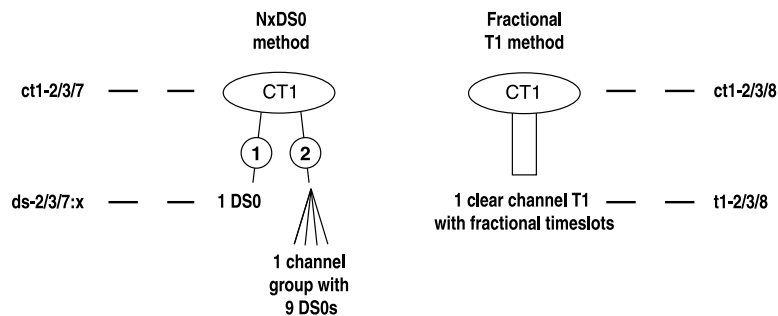 NxDS0
method
Fractional
T1 method
ct1-2/3/7
CT1
CT1
ct1-2/3/8
1
2
ds-2/3/7:x
1 DS0
1 clear channel T1
with fractional timeslots
t1-2/3/8
1 channel
group with
9 DS0s